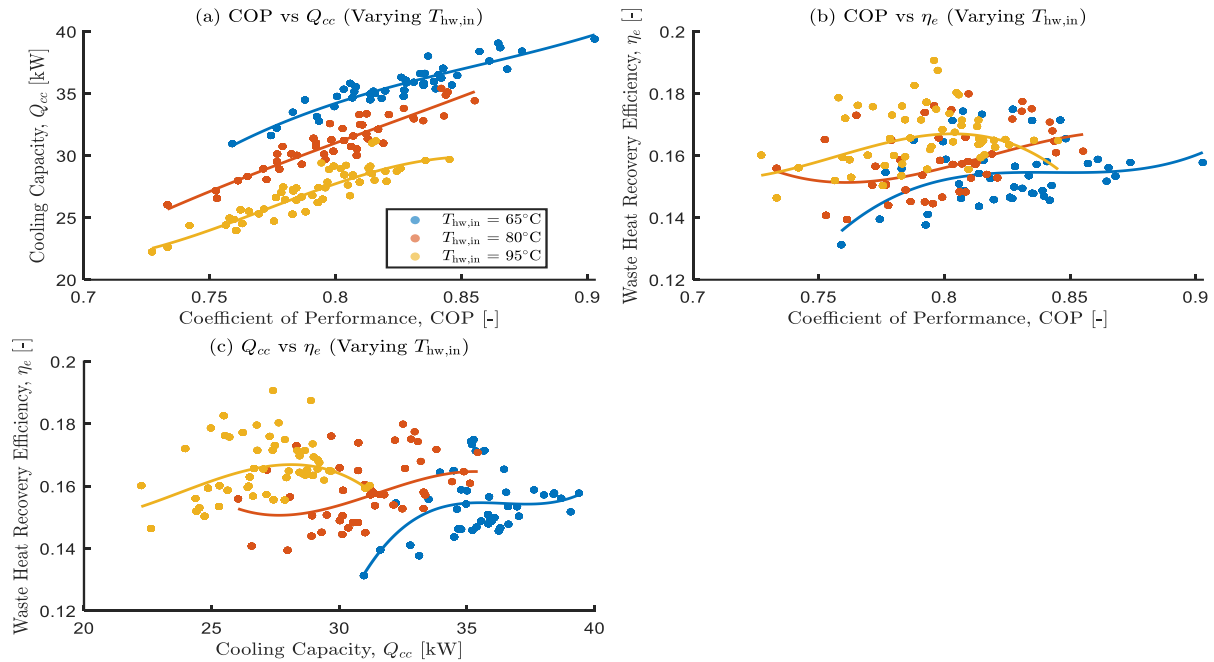 (a) COP vs Q_cc (Varying T_hw,in)
Cooling Capacity, Q_cc [kW]
40
35
30
25
20
0.7
0.75
0.8
0.85
0.9
Coefficient of Performance, COP [-]
T_hw,in = 65°C
T_hw,in = 80°C
T_hw,in = 95°C
(b) COP vs η_e (Varying T_hw,in)
Waste Heat Recovery Efficiency, η_e [-]
0.2
0.18
0.16
0.14
0.12
0.7
0.75
0.8
0.85
0.9
Coefficient of Performance, COP [-]
(c) Q_cc vs η_e (Varying T_hw,in)
Waste Heat Recovery Efficiency, η_e [-]
0.2
0.18
0.16
0.14
0.12
20
25
30
35
40
Cooling Capacity, Q_cc [kW]